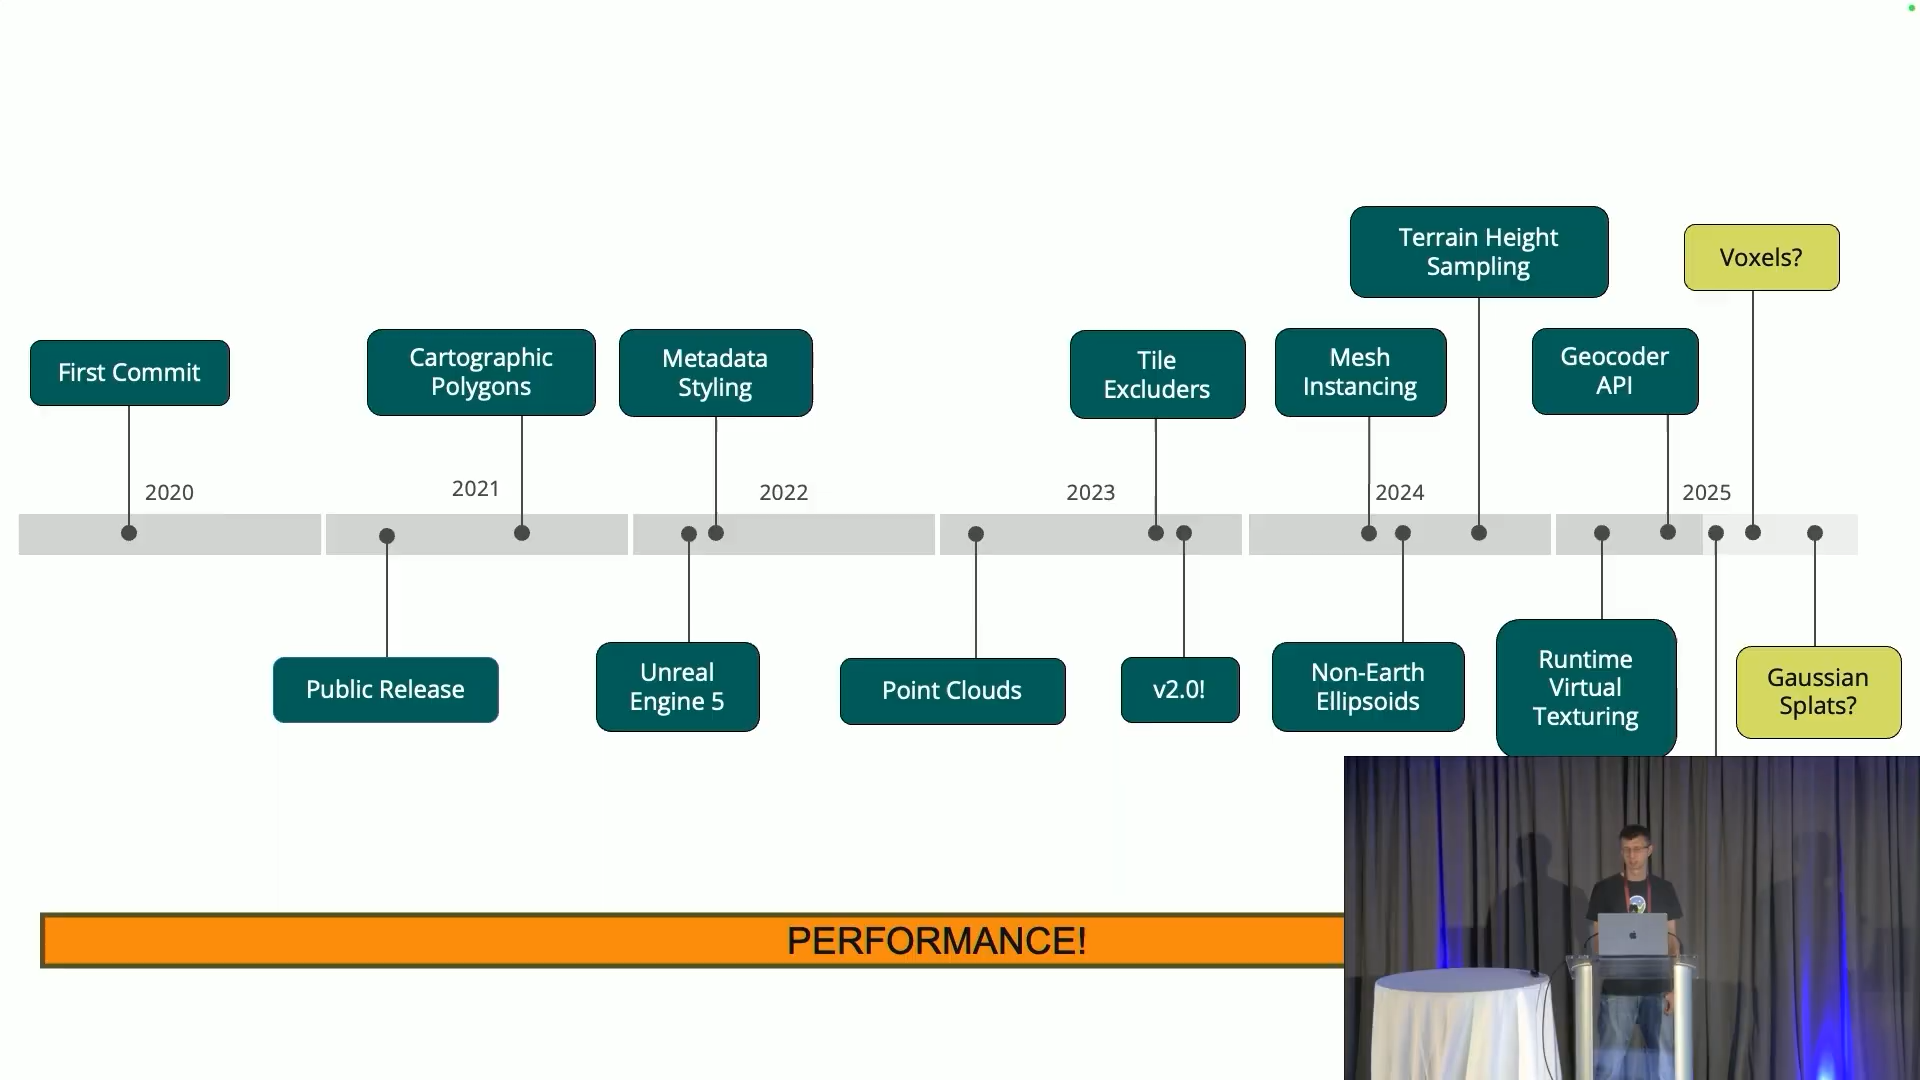 Terrain Height
Sampling
Voxels?
First Commit
Cartographic
Polygons
Metadata
Styling
Tile
Excluders
Mesh
Instancing
Geocoder
API
2020
2021
2022
2023
2024
2025
Public Release
Unreal
Engine 5
Point Clouds
v2.0!
Non-Earth
Ellipsoids
Runtime
Virtual
Texturing
Gaussian
Splats?
PERFORMANCE!